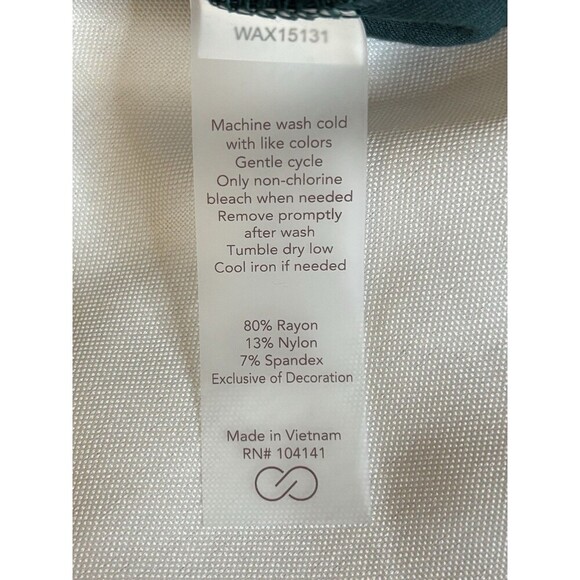 WAX15131
Machine wash cold
with like colors
Gentle cycle
Only non-chlorine
bleach when needed
Remove promptly
after wash
Tumble dry low
Cool iron if needed
80% Rayon
13% Nylon
7% Spandex
Exclusive of Decoration
Made in Vietnam
RN# 104141